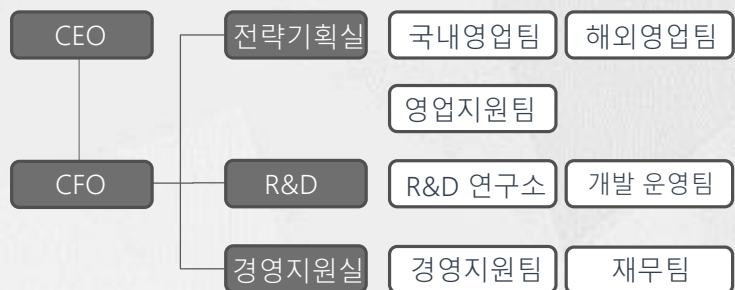 CEO
전략기획실
국내영업팀
해외영업팀
영업지원팀
CFO
R&D
R&D 연구소
개발 운영팀
경영지원실
경영지원팀
재무팀